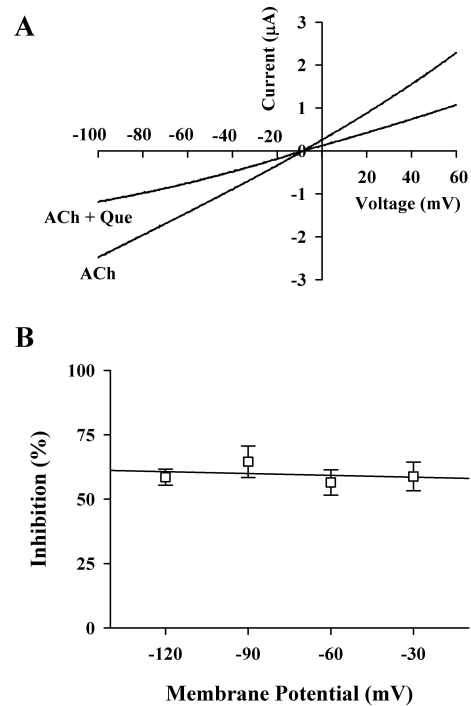 A
Current (μA)
3
2
1
0
-1
-2
-3
-100 -80 -60 -40 -20
20 40 60
Voltage (mV)
ACh + Que
ACh
B
Inhibition (%)
100
75
50
25
0
-120 -90 -60 -30
Membrane Potential (mV)